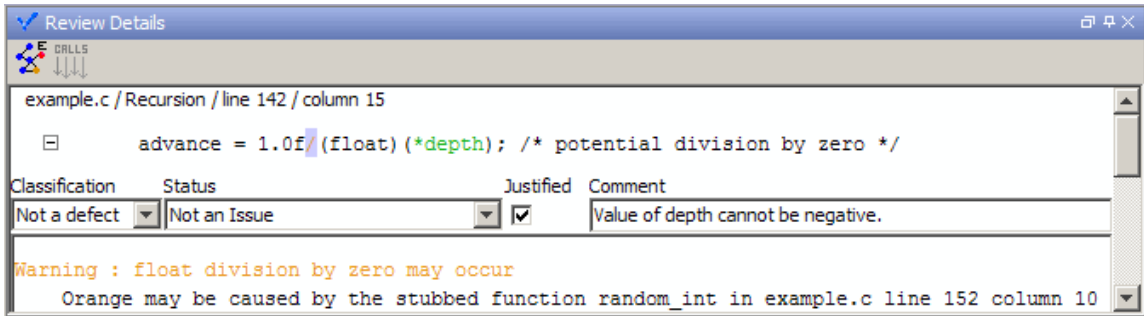 Review Details
E CALLS
example.c / Recursion / line 142 / column 15
advance = 1.0f/(float)(*depth); /* potential division by zero */
Classification Status Justified Comment
Not a defect Not an Issue Value of depth cannot be negative.
Warning : float division by zero may occur
Orange may be caused by the stubbed function random_int in example.c line 152 column 10